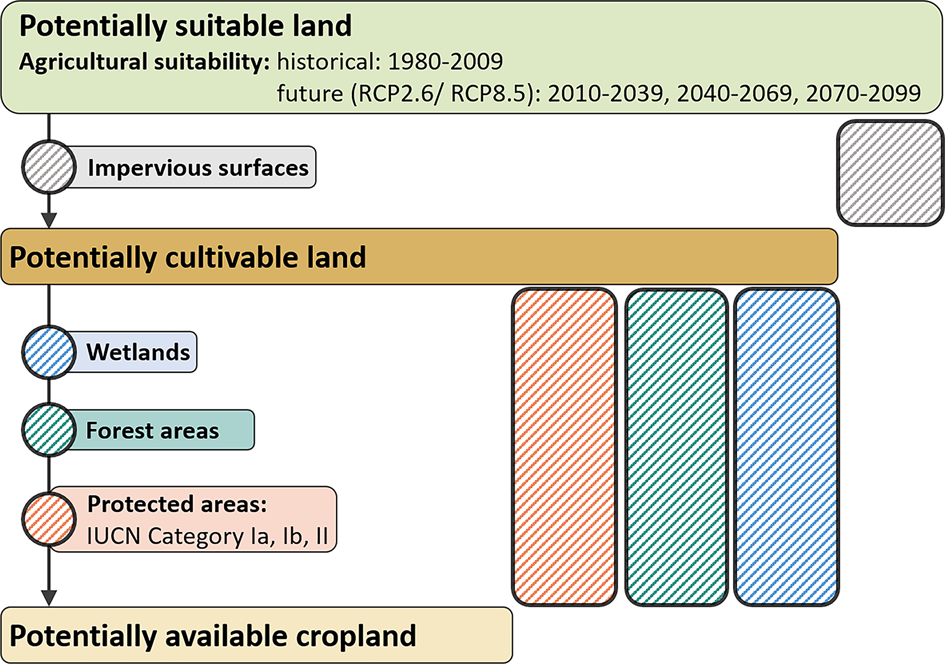 Potentially suitable land
Agricultural suitability: historical: 1980-2009
future (RCP2.6/ RCP8.5): 2010-2039, 2040-2069, 2070-2099
Impervious surfaces
Potentially cultivable land
Wetlands
Forest areas
Protected areas:
IUCN Category Ia, Ib, II
Potentially available cropland